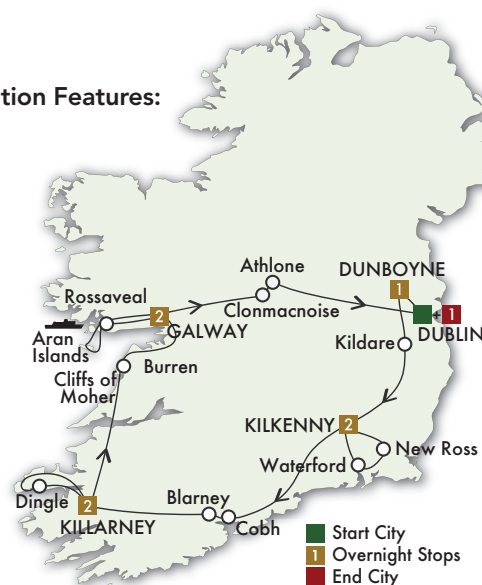 tion Features:
Athlone
DUNBOYNE
1
Rossaveal
2
Clonmacnoise
+ 1
GALWAY
DUBLIN
Aran
Islands
Kildare
Burren
Cliffs of
Moher
KILKENNY
2
New Ross
Waterford
Dingle
2
Blarney
KILLARNEY
Cobh
Start City
1 Overnight Stops
End City